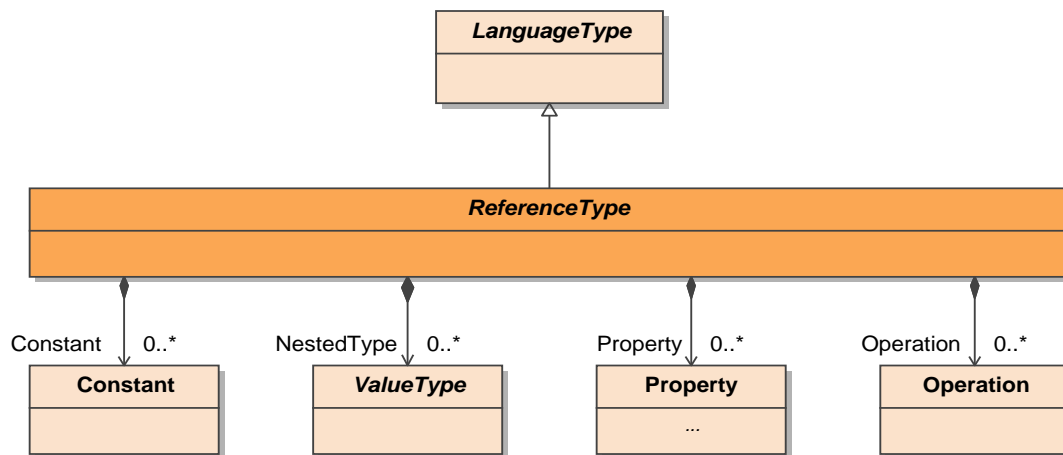 LanguageType
ReferenceType
Constant 0..* NestedType 0..* Property 0..* Operation 0..*
Constant ValueType Property Operation
...